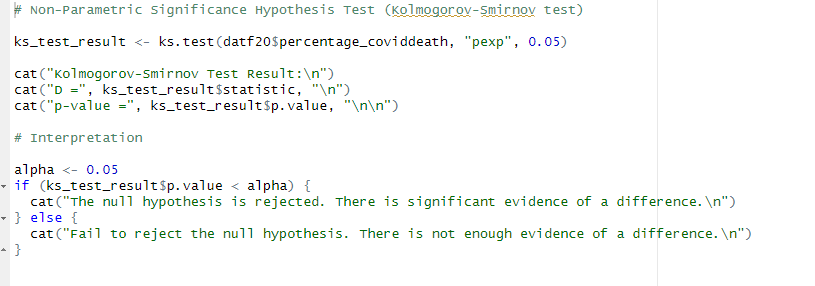 # Non-Parametric Significance Hypothesis Test (Kolmogorov-Smirnov test)
ks_test_result <- ks.test(datf20$percentage_coviddeath, "pexp", 0.05)
cat("Kolmogorov-Smirnov Test Result:\n")
cat("D =", ks_test_result$statistic, "\n")
cat("p-value =", ks_test_result$p.value, "\n\n")
# Interpretation
alpha <- 0.05
if (ks_test_result$p.value < alpha) {
  cat("The null hypothesis is rejected. There is significant evidence of a difference.\n")
} else {
  cat("Fail to reject the null hypothesis. There is not enough evidence of a difference.\n")
}